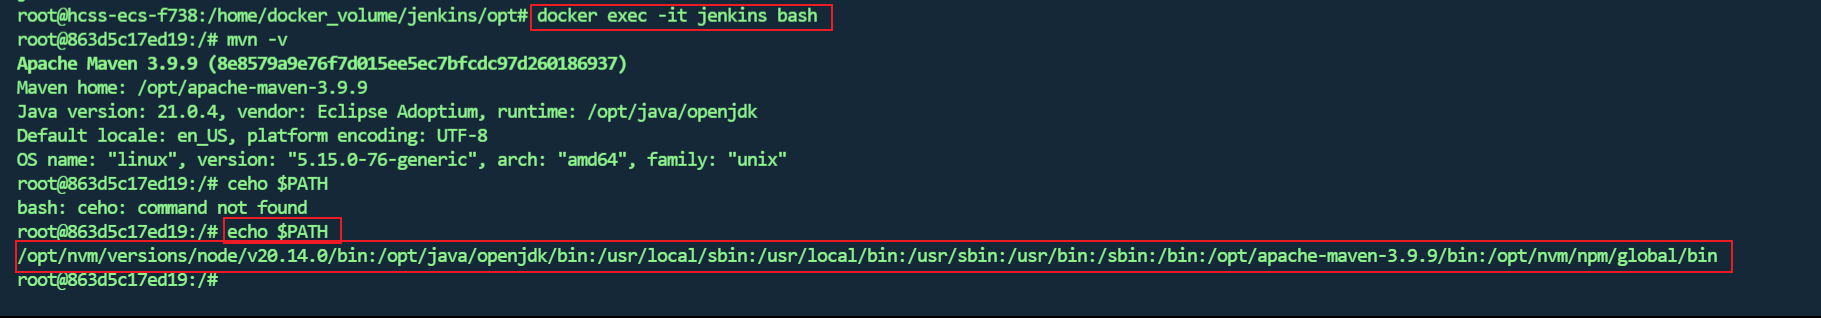 root@hcss-ecs-f738:/home/docker_volume/jenkins/opt# docker exec -it jenkins bash
root@863d5c17ed19:/# mvn -v
Apache Maven 3.9.9 (8e8579a9e76f7d015ee5ec7bfcdc97d260186937)
Maven home: /opt/apache-maven-3.9.9
Java version: 21.0.4, vendor: Eclipse Adoptium, runtime: /opt/java/openjdk
Default locale: en_US, platform encoding: UTF-8
OS name: "linux", version: "5.15.0-76-generic", arch: "amd64", family: "unix"
root@863d5c17ed19:/# ceho $PATH
bash: ceho: command not found
root@863d5c17ed19:/# echo $PATH
/opt/nvm/versions/node/v20.14.0/bin:/opt/java/openjdk/bin:/usr/local/sbin:/usr/local/bin:/usr/sbin:/usr/bin:/sbin:/bin:/opt/apache-maven-3.9.9/bin:/opt/nvm/npm/global/bin
root@863d5c17ed19:/#